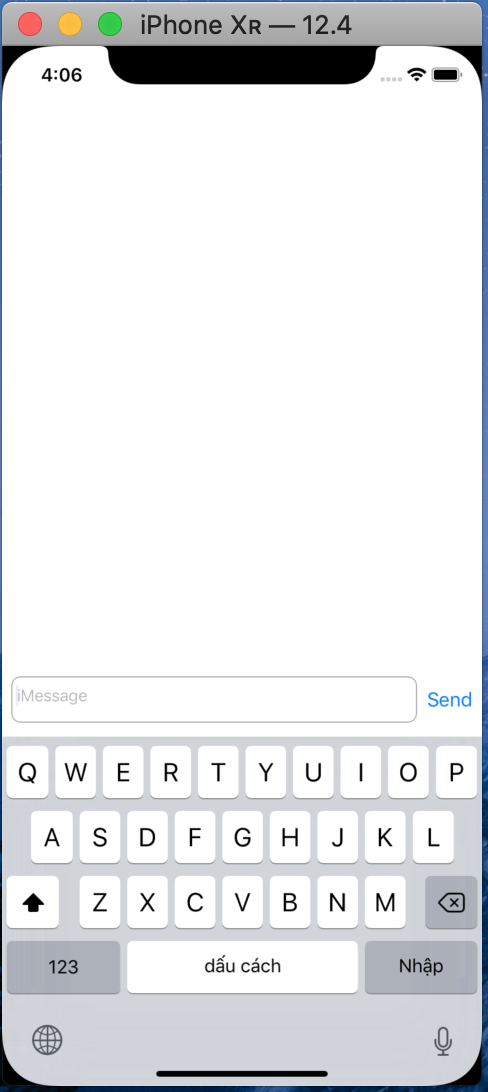 iPhone Xʀ — 12.4
4:06
iMessage
Send
Q W E R T Y U I O P
A S D F G H J K L
Z X C V B N M
123 dấu cách Nhập